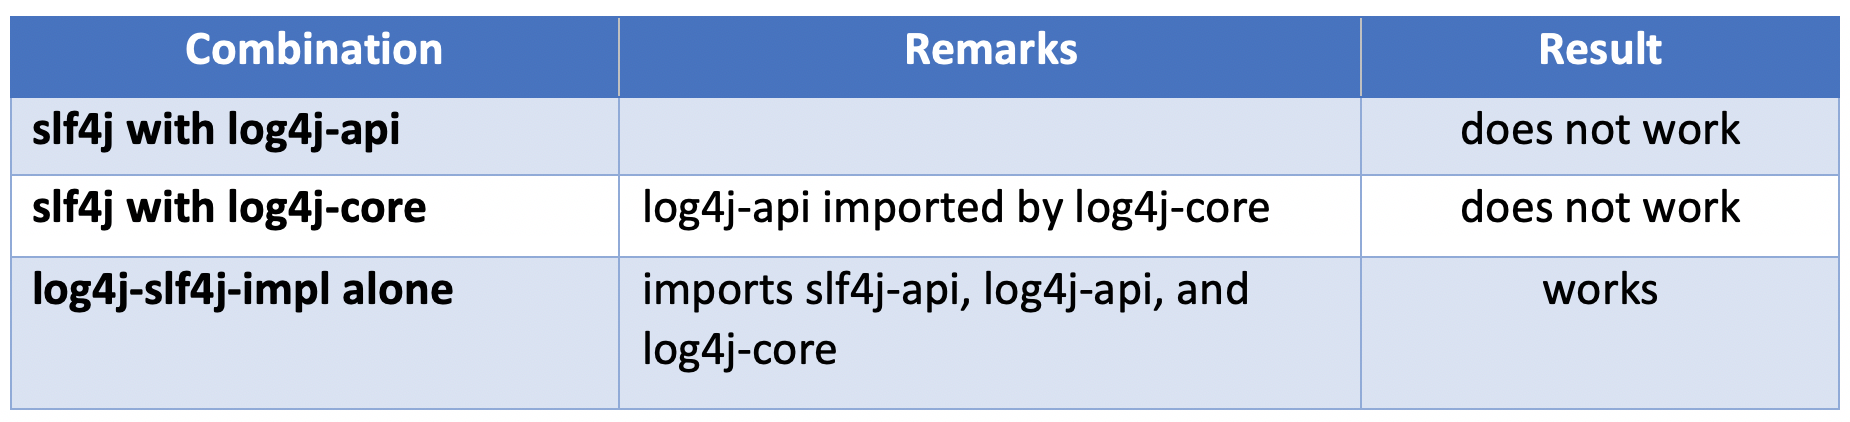 Combination Remarks Result
slf4j with log4j-api does not work
slf4j with log4j-core log4j-api imported by log4j-core does not work
log4j-slf4j-impl alone imports slf4j-api, log4j-api, and works
log4j-core